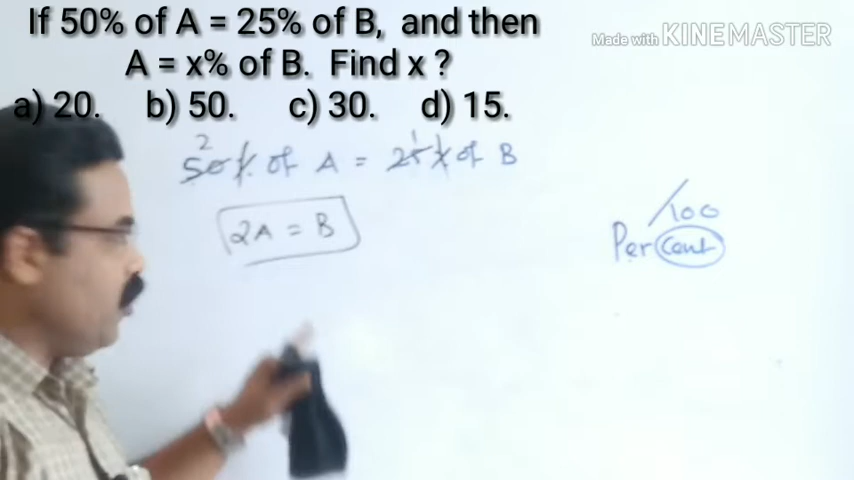 If 50% of A = 25% of B, and then
A = x% of B. Find x ?
a) 20. b) 50. c) 30. d) 15.
Made with KINEMASTER
2 1
50% of A = 25% of B
2A = B
/100
Per Cent